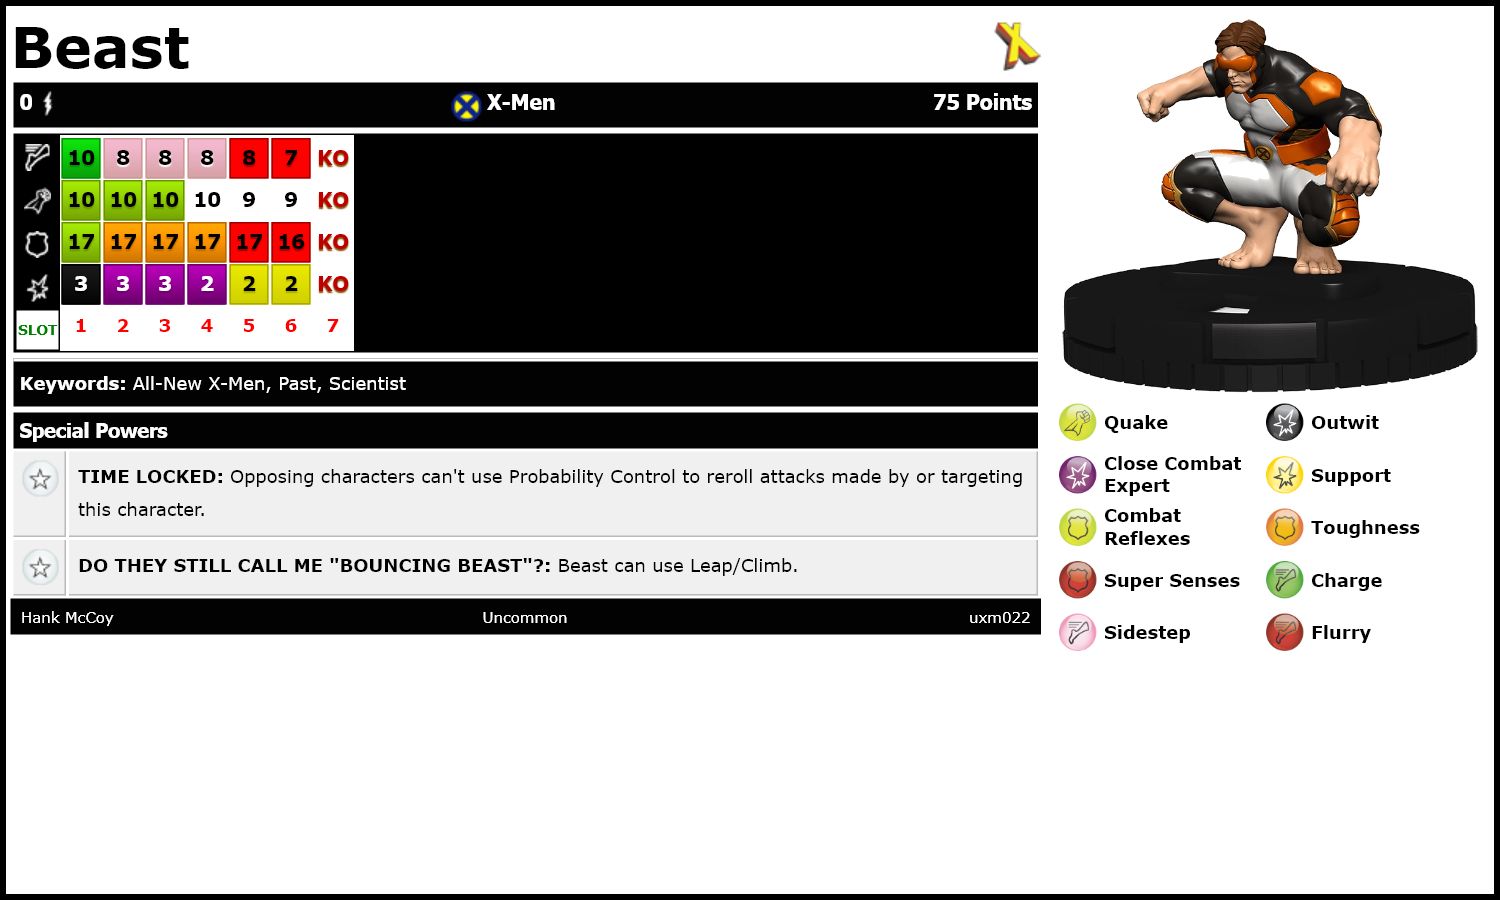 Beast
0 X-Men 75 Points
10 8 8 8 8 7 KO
10 10 10 10 9 9 KO
17 17 17 17 17 16 KO
3 3 3 2 2 2 KO
SLOT 1 2 3 4 5 6 7
Keywords: All-New X-Men, Past, Scientist
Special Powers
TIME LOCKED: Opposing characters can't use Probability Control to reroll attacks made by or targeting
this character.
DO THEY STILL CALL ME "BOUNCING BEAST"?: Beast can use Leap/Climb.
Hank McCoy Uncommon uxm022
Quake Outwit
Close Combat
Expert
Support
Combat
Reflexes
Toughness
Super Senses Charge
Sidestep Flurry